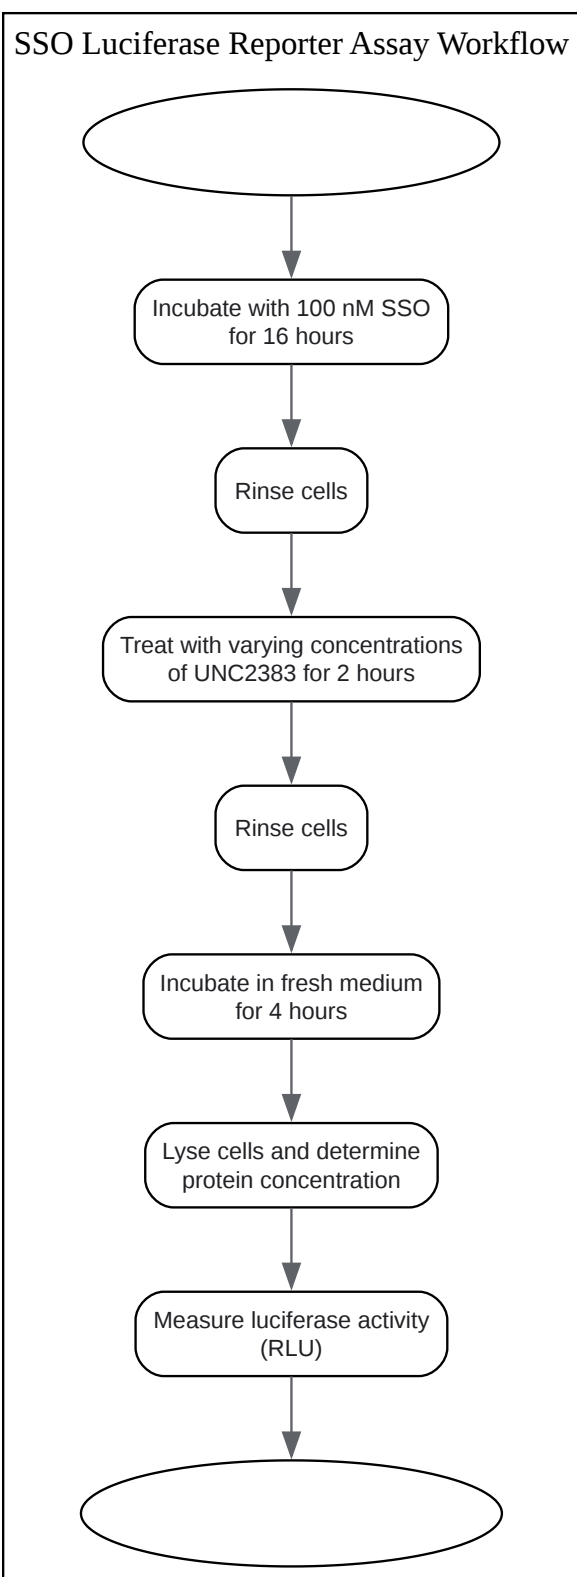 SSO Luciferase Reporter Assay Workflow
Incubate with 100 nM SSO
for 16 hours
Rinse cells
Treat with varying concentrations
of UNC2383 for 2 hours
Rinse cells
Incubate in fresh medium
for 4 hours
Lyse cells and determine
protein concentration
Measure luciferase activity
(RLU)